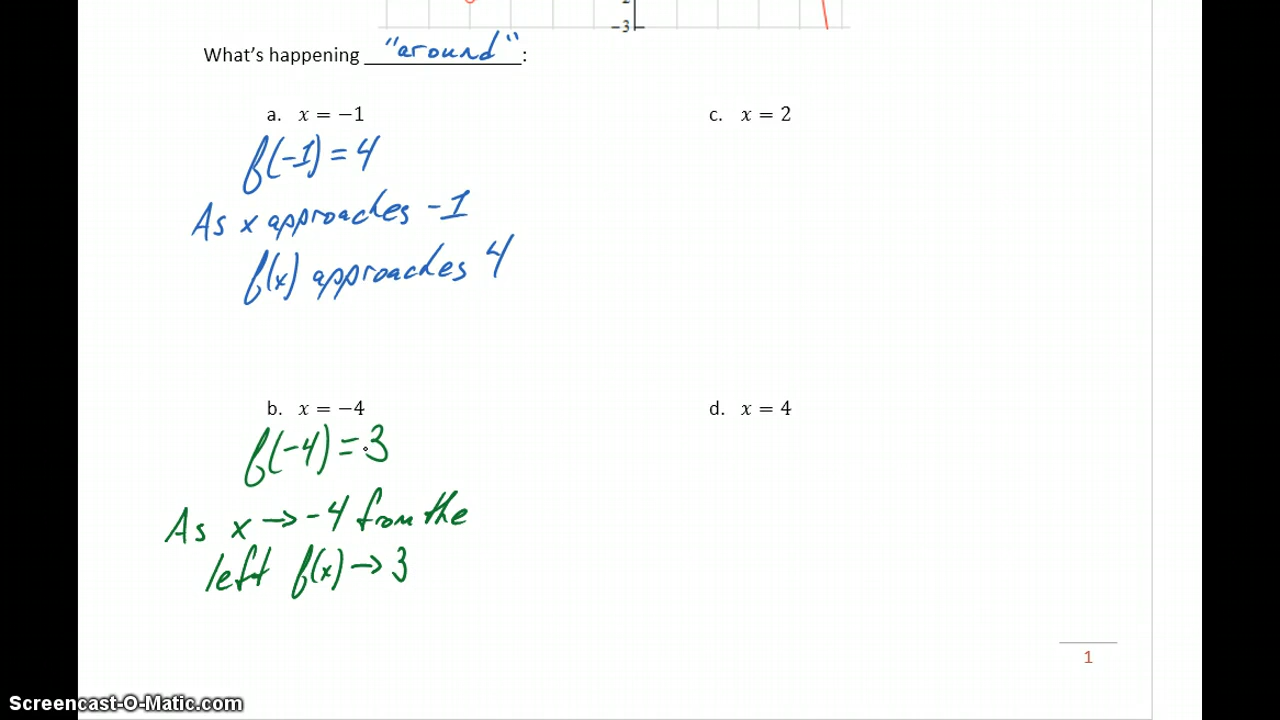 -3
What's happening "around" :
a. x = −1
f(-1) = 4
As x approaches -1
f(x) approaches 4
b. x = −4
f(-4) = 3
As x → -4 from the
left f(x) → 3
c. x = 2
d. x = 4
1
Screencast-O-Matic.com